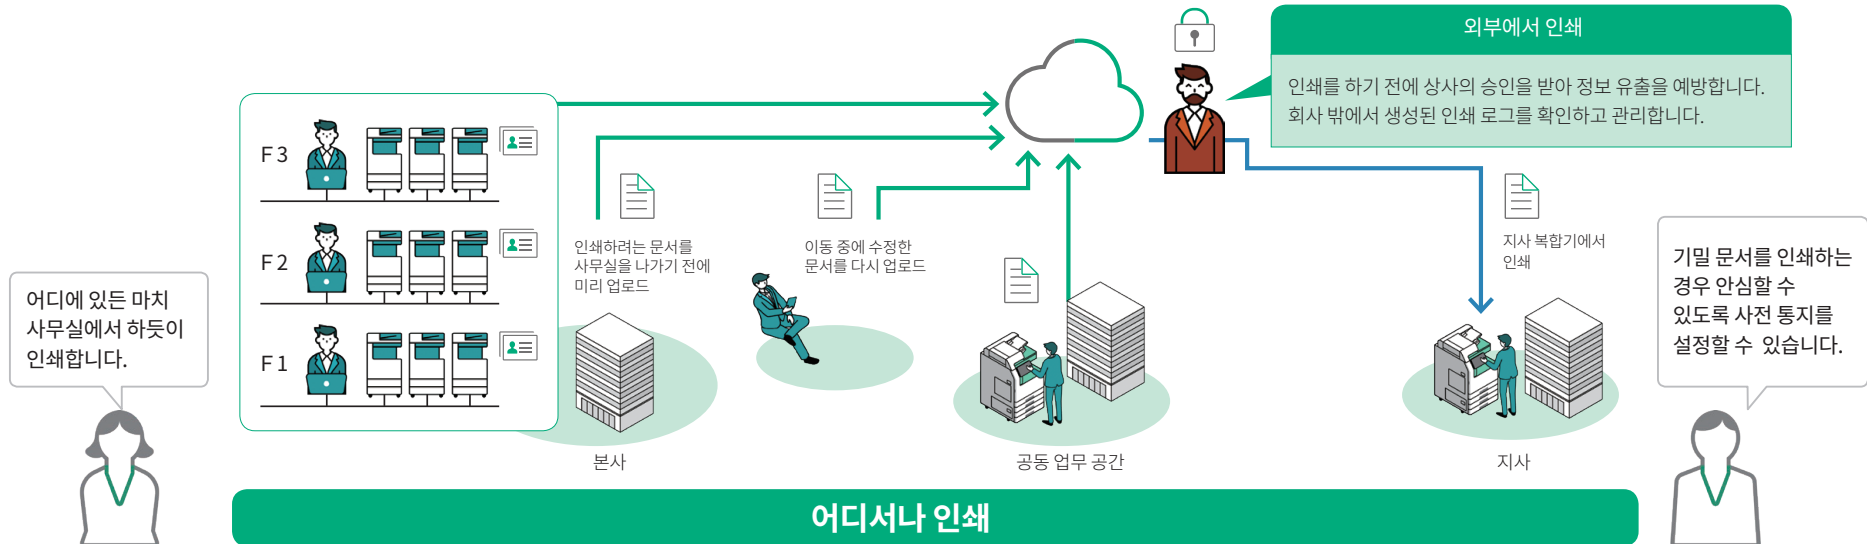 외부에서 인쇄
인쇄를 하기 전에 상사의 승인을 받아 정보 유출을 예방합니다.
회사 밖에서 생성된 인쇄 로그를 확인하고 관리합니다.
F 3
F 2
F 1
인쇄하려는 문서를
사무실을 나가기 전에
미리 업로드
이동 중에 수정한
문서를 다시 업로드
지사 복합기에서
인쇄
어디에 있든 마치
사무실에서 하듯이
인쇄합니다.
기밀 문서를 인쇄하는
경우 안심할 수
있도록 사전 통지를
설정할 수 있습니다.
본사
공동 업무 공간
지사
어디서나 인쇄